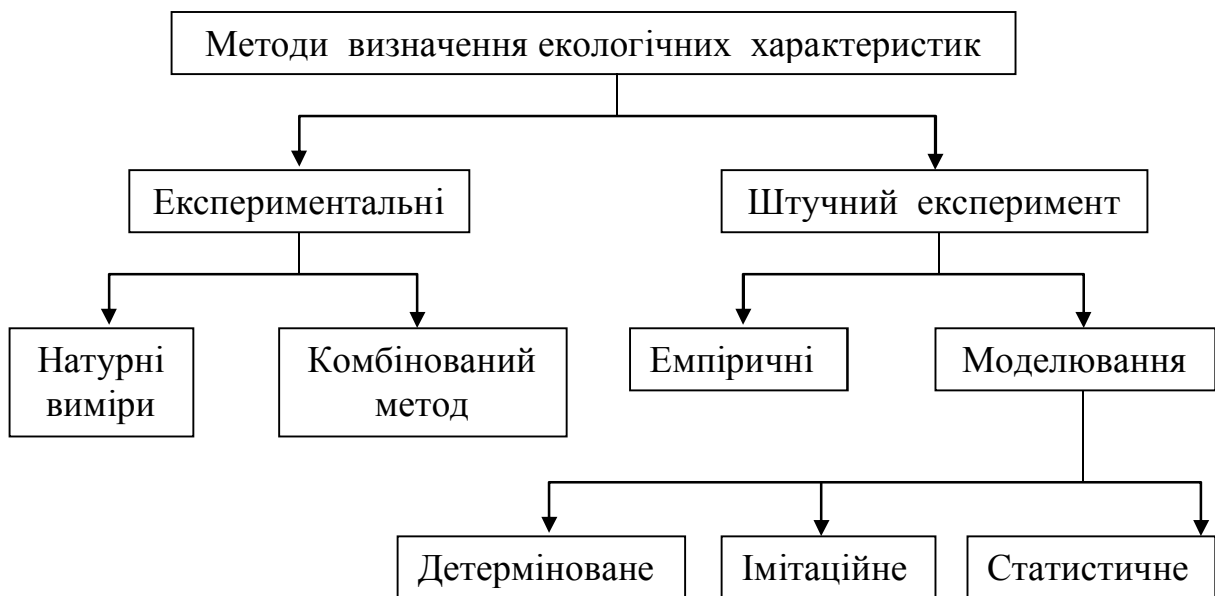 Методи визначення екологічних характеристик
Експериментальні
Штучний експеримент
Натурні
виміри
Комбінований
метод
Емпіричні
Моделювання
Детерміноване
Імітаційне
Статистичне